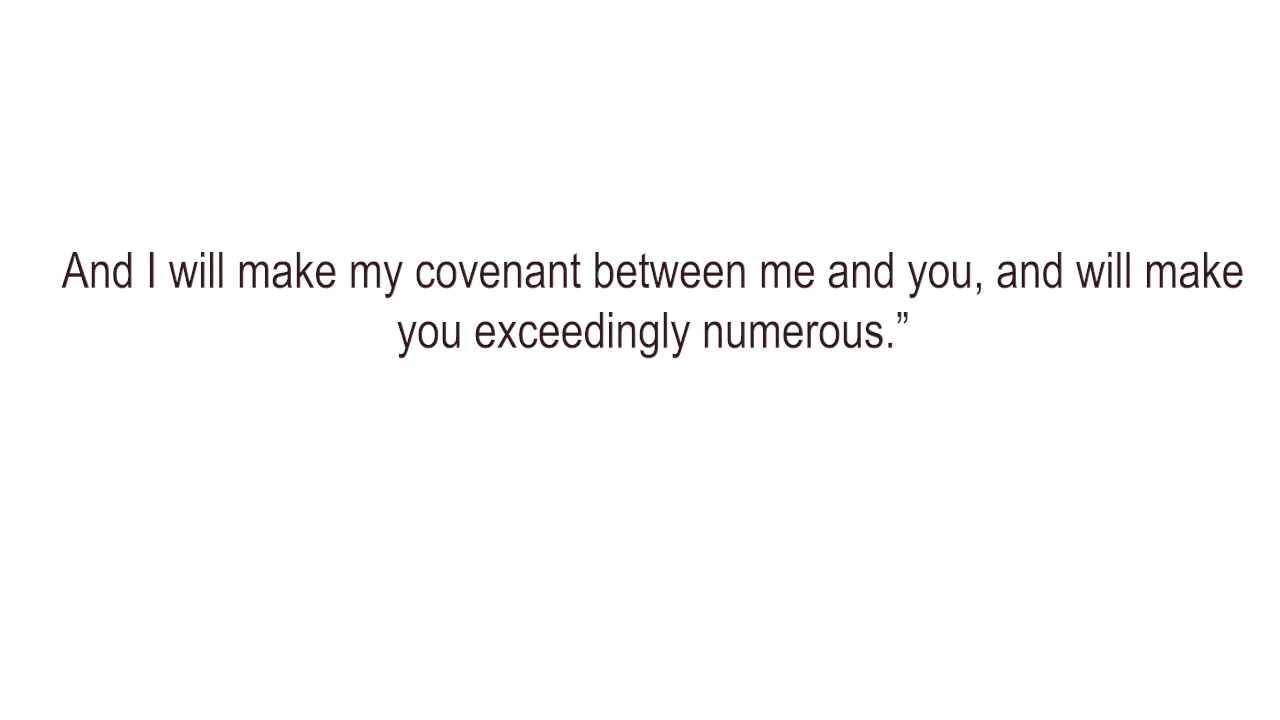 And I will make my covenant between me and you, and will make
you exceedingly numerous.”